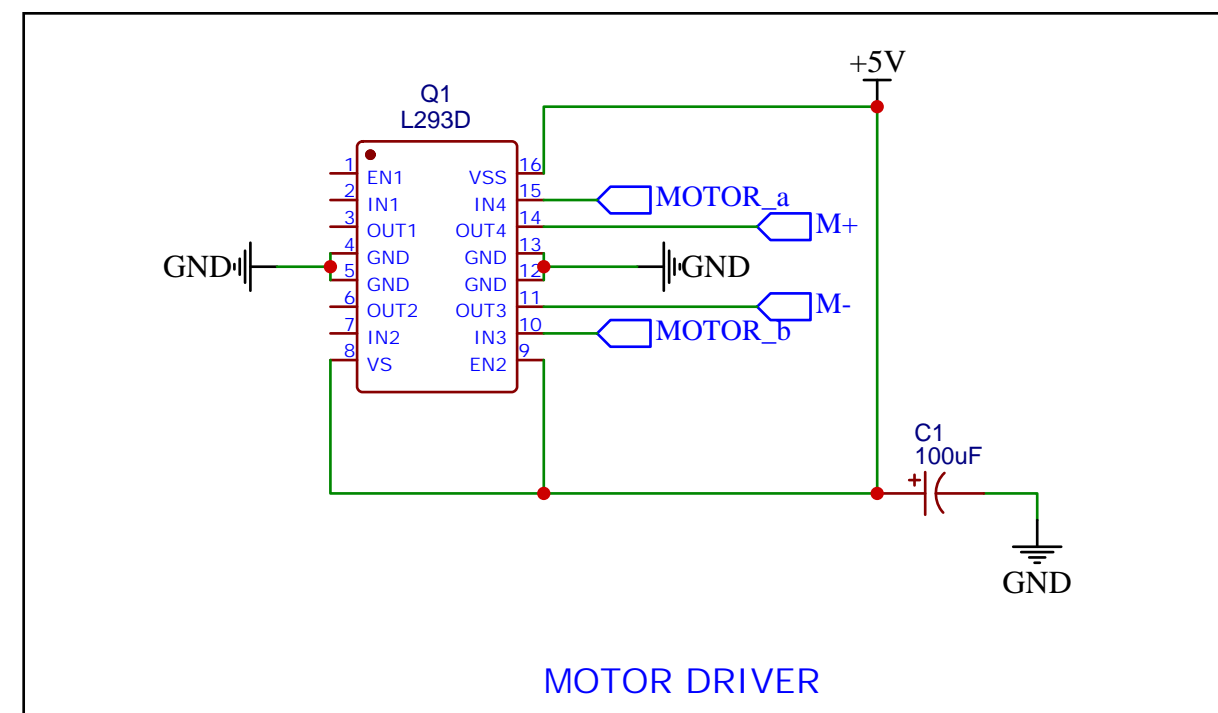 +5V
Q1
L293D
1 EN1 VSS 16
2 IN1 IN4 15 MOTOR_a
3 OUT1 OUT4 14 M+
4 GND GND 13
GND GND
5 GND GND 12
6 OUT2 OUT3 11 M-
7 IN2 IN3 10 MOTOR_b
8 VS EN2 9
C1
100uF
+
GND
MOTOR DRIVER